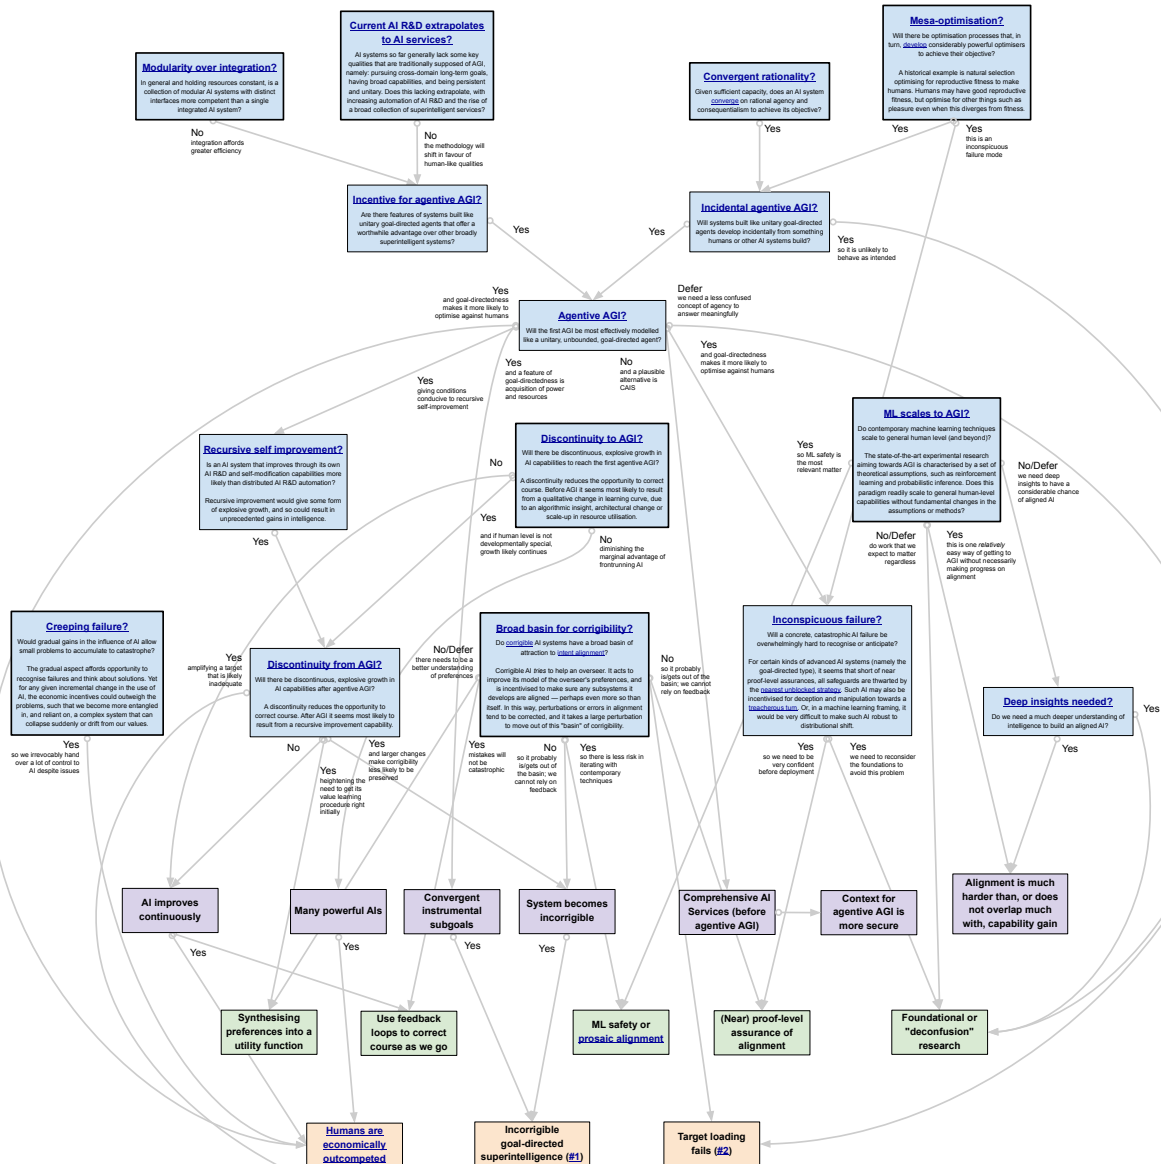 Current AI R&D extrapolates
to AI services?
AI systems so far generally lack some key
qualities that are traditionally supposed of AGI,
namely: pursuing cross-domain long-term goals,
having broad capabilities, and being persistent
and unitary. Does this lacking extrapolate, with
increasing automation of AI R&D and the rise of
a broad collection of superintelligent services?
Mesa-optimisation?
Will there be optimisation processes that, in
turn, develop considerably powerful optimisers
to achieve their objective?
A historical example is natural selection
optimising for reproductive fitness to make
humans. Humans may have good reproductive
fitness, but optimise for other things such as
pleasure even when this diverges from fitness.
Modularity over integration?
In general and holding resources constant, is a
collection of modular AI systems with distinct
interfaces more competent than a single
integrated AI system?
Convergent rationality?
Given sufficient capacity, does an AI system
converge on rational agency and
consequentialism to achieve its objective?
No
integration affords
greater efficiency
No
the methodology will
shift in favour of
human-like qualities
Yes
Yes
Yes
this is an
inconspicuous
failure mode
Incentive for agentive AGI?
Are there features of systems built like
unitary goal-directed agents that offer a
worthwhile advantage over other broadly
superintelligent systems?
Incidental agentive AGI?
Will systems built like unitary goal-directed
agents develop incidentally from something
humans or other AI systems build?
Yes
Yes
Yes
so it is unlikely to
behave as intended
Yes
and goal-directedness
makes it more likely to
optimise against humans
Defer
we need a less confused
concept of agency to
answer meaningfully
Agentive AGI?
Will the first AGI be most effectively modelled
like a unitary, unbounded, goal-directed agent?
Yes
giving conditions
conducive to recursive
self-improvement
Yes
and a feature of
goal-directedness is
acquisition of power
and resources
No
and a plausible
alternative is
CAIS
Yes
and goal-directedness
makes it more likely to
optimise against humans
Recursive self improvement?
Is an AI system that improves through its own
AI R&D and self-modification capabilities more
likely than distributed AI R&D automation?
Recursive improvement would give some form
of explosive growth, and so could result in
unprecedented gains in intelligence.
Discontinuity to AGI?
Will there be discontinuous, explosive growth in
AI capabilities to reach the first agentive AGI?
A discontinuity reduces the opportunity to correct
course. Before AGI it seems most likely to result
from a qualitative change in learning curve, due
to an algorithmic insight, architectural change or
scale-up in resource utilisation.
ML scales to AGI?
Do contemporary machine learning techniques
scale to general human level (and beyond)?
The state-of-the-art experimental research
aiming towards AGI is characterised by a set of
theoretical assumptions, such as reinforcement
learning and probabilistic inference. Does this
paradigm readily scale to general human-level
capabilities without fundamental changes in the
assumptions or methods?
Yes
so ML safety is
the most
relevant matter
No/Defer
we need deep
insights to have a
considerable chance
of aligned AI
No
Yes
and if human level is not
developmentally special,
growth likely continues
No
diminishing the
marginal advantage of
frontrunning AI
Yes
No/Defer
do work that we
expect to matter
regardless
Yes
this is one relatively
easy way of getting to
AGI without necessarily
making progress on
alignment
Creeping failure?
Would gradual gains in the influence of AI allow
small problems to accumulate to catastrophe?
The gradual aspect affords opportunity to
recognise failures and think about solutions. Yet
for any given incremental change in the use of
AI, the economic incentives could outweigh the
problems, such that we become more entangled
in, and reliant on, a complex system that can
collapse suddenly or drift from our values.
Yes
amplifying a target
that is likely
inadequate
Discontinuity from AGI?
Will there be discontinuous, explosive growth in
AI capabilities after agentive AGI?
A discontinuity reduces the opportunity to
correct course. After AGI it seems most likely to
result from a recursive improvement capability.
No/Defer
there needs to be a
better understanding
of preferences
Broad basin for corrigibility?
Do corrigible AI systems have a broad basin of
attraction to intent alignment?
Corrigible AI tries to help an overseer. It acts to
improve its model of the overseer's preferences, and
is incentivised to make sure any subsystems it
develops are aligned — perhaps even more so than
itself. In this way, perturbations or errors in alignment
tend to be corrected, and it takes a large perturbation
to move out of this "basin" of corrigibility.
No
so it probably
is/gets out of the
basin; we cannot
rely on feedback
Inconspicuous failure?
Will a concrete, catastrophic AI failure be
overwhelmingly hard to recognise or anticipate?
For certain kinds of advanced AI systems (namely the
goal-directed type), it seems that short of near
proof-level assurances, all safeguards are thwarted by
the nearest unblocked strategy. Such AI may also be
incentivised for deception and manipulation towards a
treacherous turn. Or, in a machine learning framing, it
would be very difficult to make such AI robust to
distributional shift.
Deep insights needed?
Do we need a much deeper understanding of
intelligence to build an aligned AI?
Yes
Yes
so we irrevocably hand
over a lot of control to
AI despite issues
No
Yes
heightening the
need to get its
value learning
procedure right
initially
Yes
and larger changes
make corrigibility
less likely to be
preserved
Yes
mistakes will
not be
catastrophic
No
so it probably
is/gets out of
the basin; we
cannot rely on
feedback
Yes
so there is less risk in
iterating with
contemporary
techniques
Yes
so we need to be
very confident
before deployment
Yes
we need to reconsider
the foundations to
avoid this problem
Yes
AI improves
continuously
Many powerful AIs
Convergent
instrumental
subgoals
System becomes
incorrigible
Comprehensive AI
Services (before
agentive AGI)
Context for
agentive AGI is
more secure
Alignment is much
harder than, or does
not overlap much
with, capability gain
Yes
Yes
Yes
Yes
Synthesising
preferences into a
utility function
Use feedback
loops to correct
course as we go
ML safety or
prosaic alignment
(Near) proof-level
assurance of
alignment
Foundational or
"deconfusion"
research
Humans are
economically
outcompeted
Incorrigible
goal-directed
superintelligence (#1)
Target loading
fails (#2)